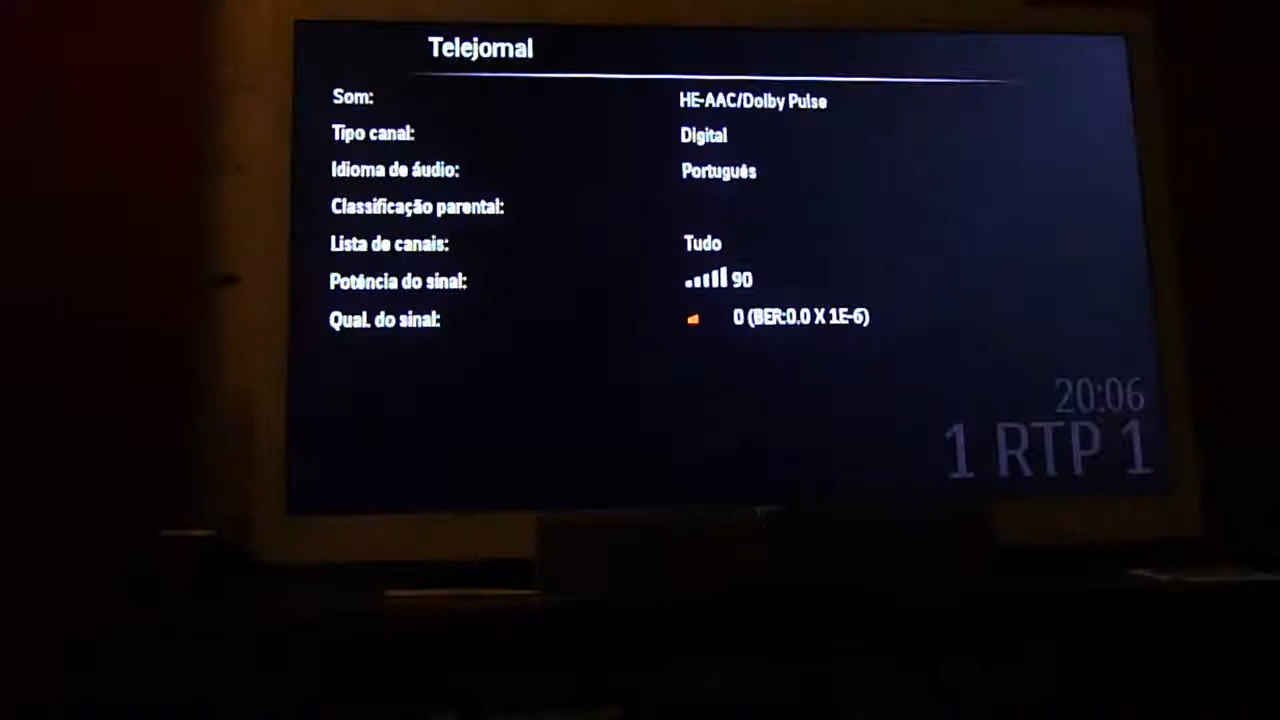 Telejornal
Som: HE-AAC/Dolby Pulse
Tipo canal: Digital
Idioma de áudio: Português
Classificação parental:
Lista de canais: Tudo
Potência do sinal: 90
Qual. do sinal: 0 (BER:0.0 X 1E-6)
20:06
1 RTP 1